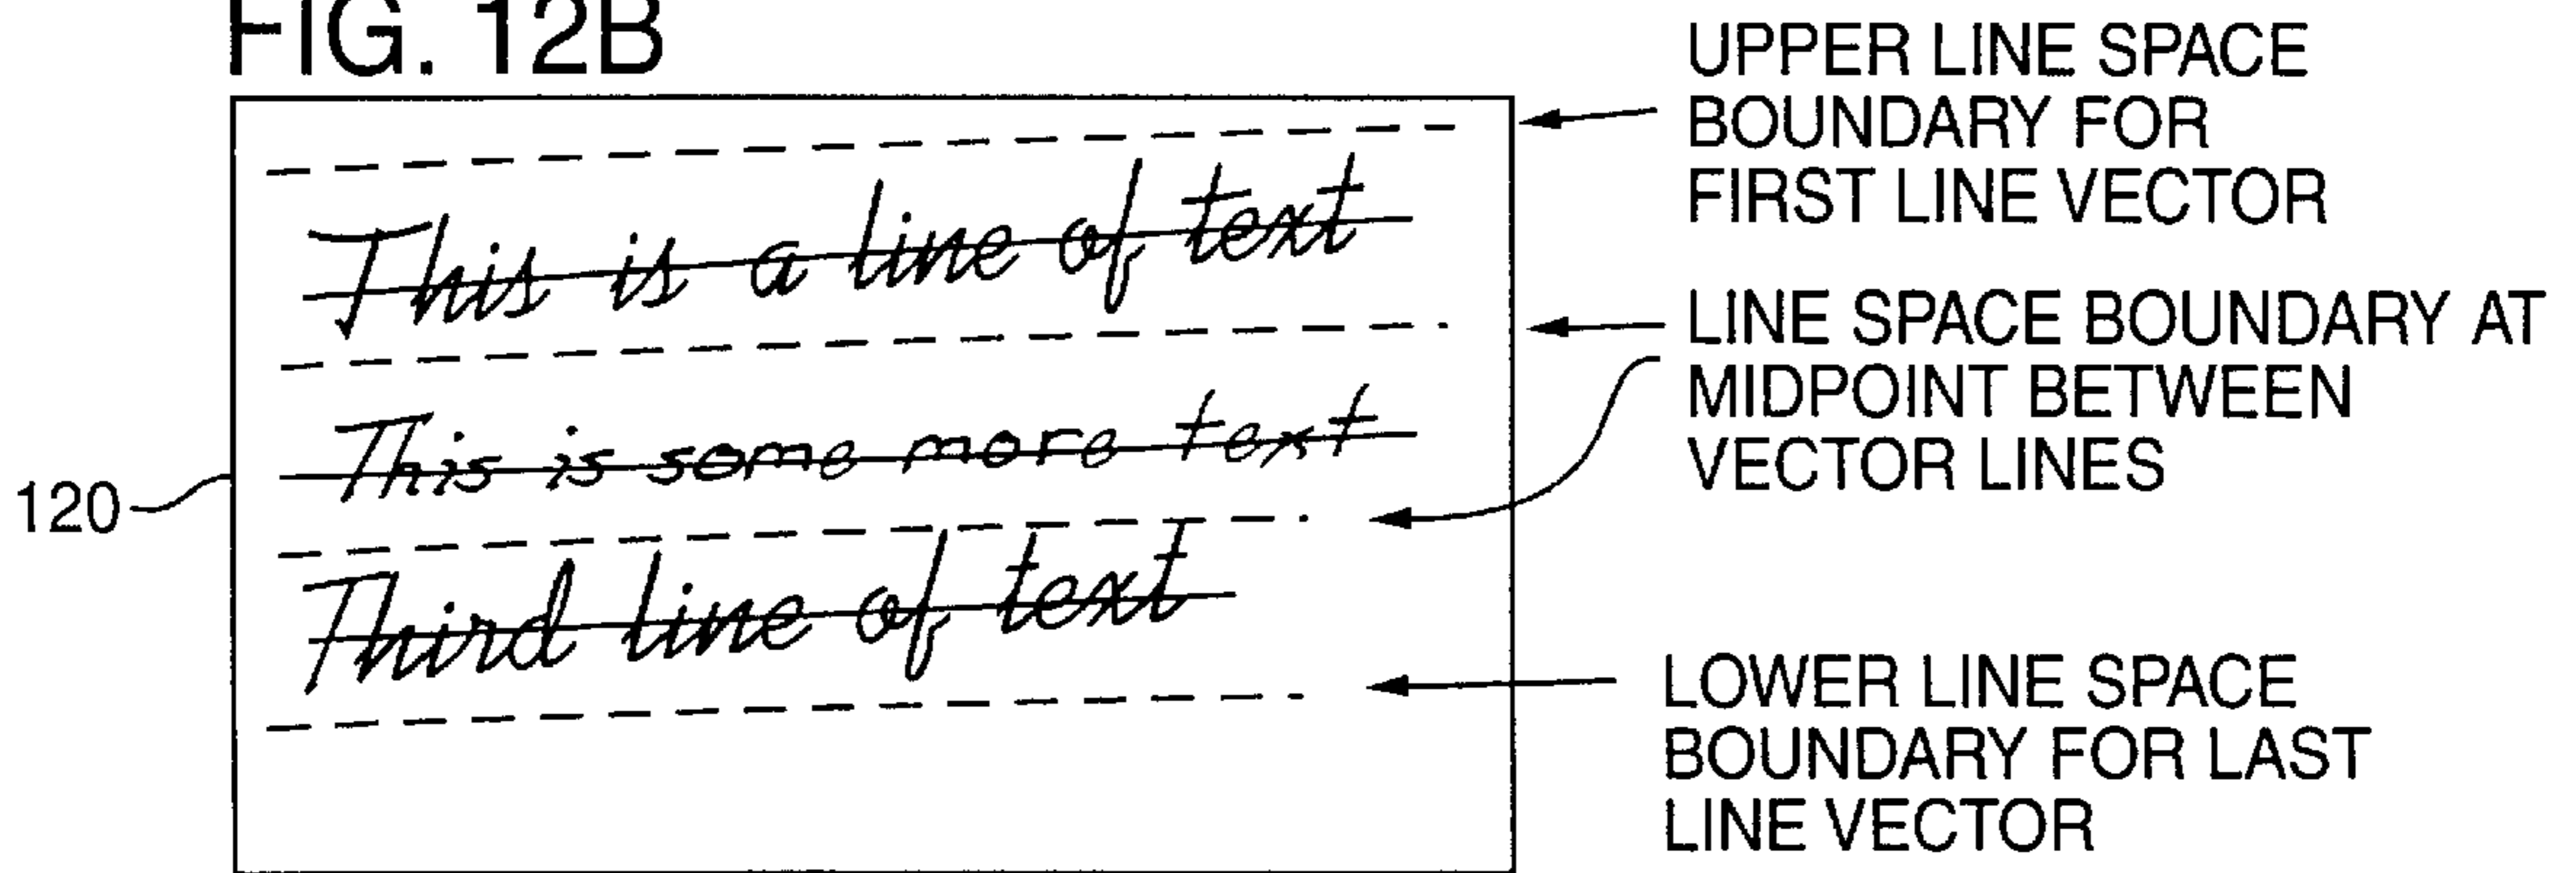 FIG. 12B
UPPER LINE SPACE
BOUNDARY FOR
FIRST LINE VECTOR
This is a line of text
LINE SPACE BOUNDARY AT
MIDPOINT BETWEEN
VECTOR LINES
This is some more text
120
Third line of text
LOWER LINE SPACE
BOUNDARY FOR LAST
LINE VECTOR